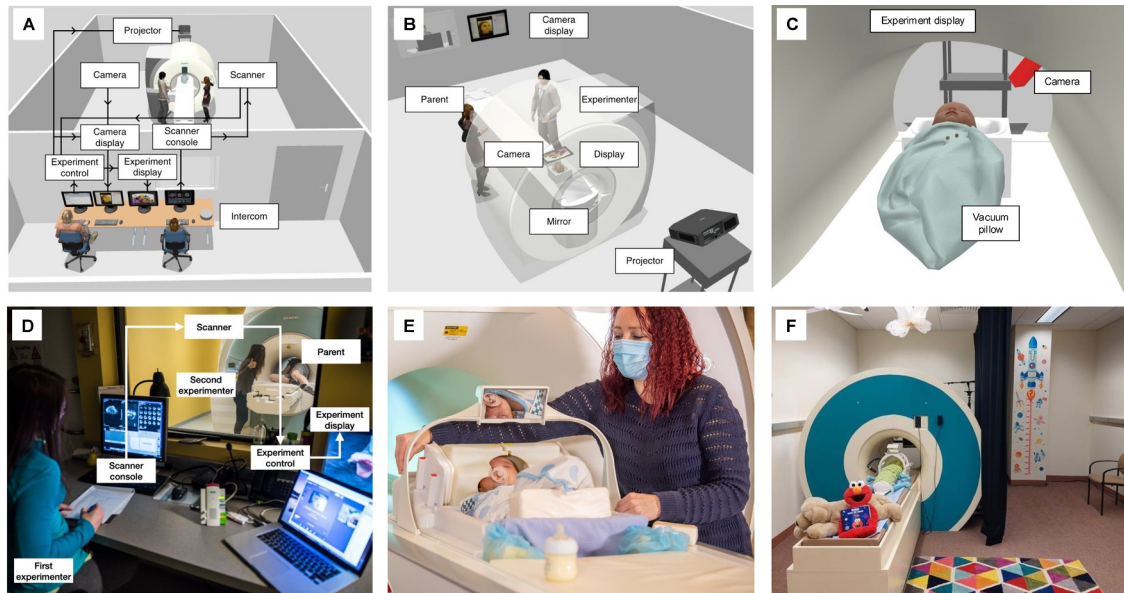 A
Projector
Camera
Scanner
Camera
display
Scanner
console
Experiment
control
Experiment
display
Intercom
B
Camera
display
Parent
Experimenter
Camera
Display
Mirror
Projector
C
Experiment display
Camera
Vacuum
pillow
D
Scanner
Parent
Second
experimenter
Experiment
display
Experiment
control
Scanner
console
First
experimenter
E
F